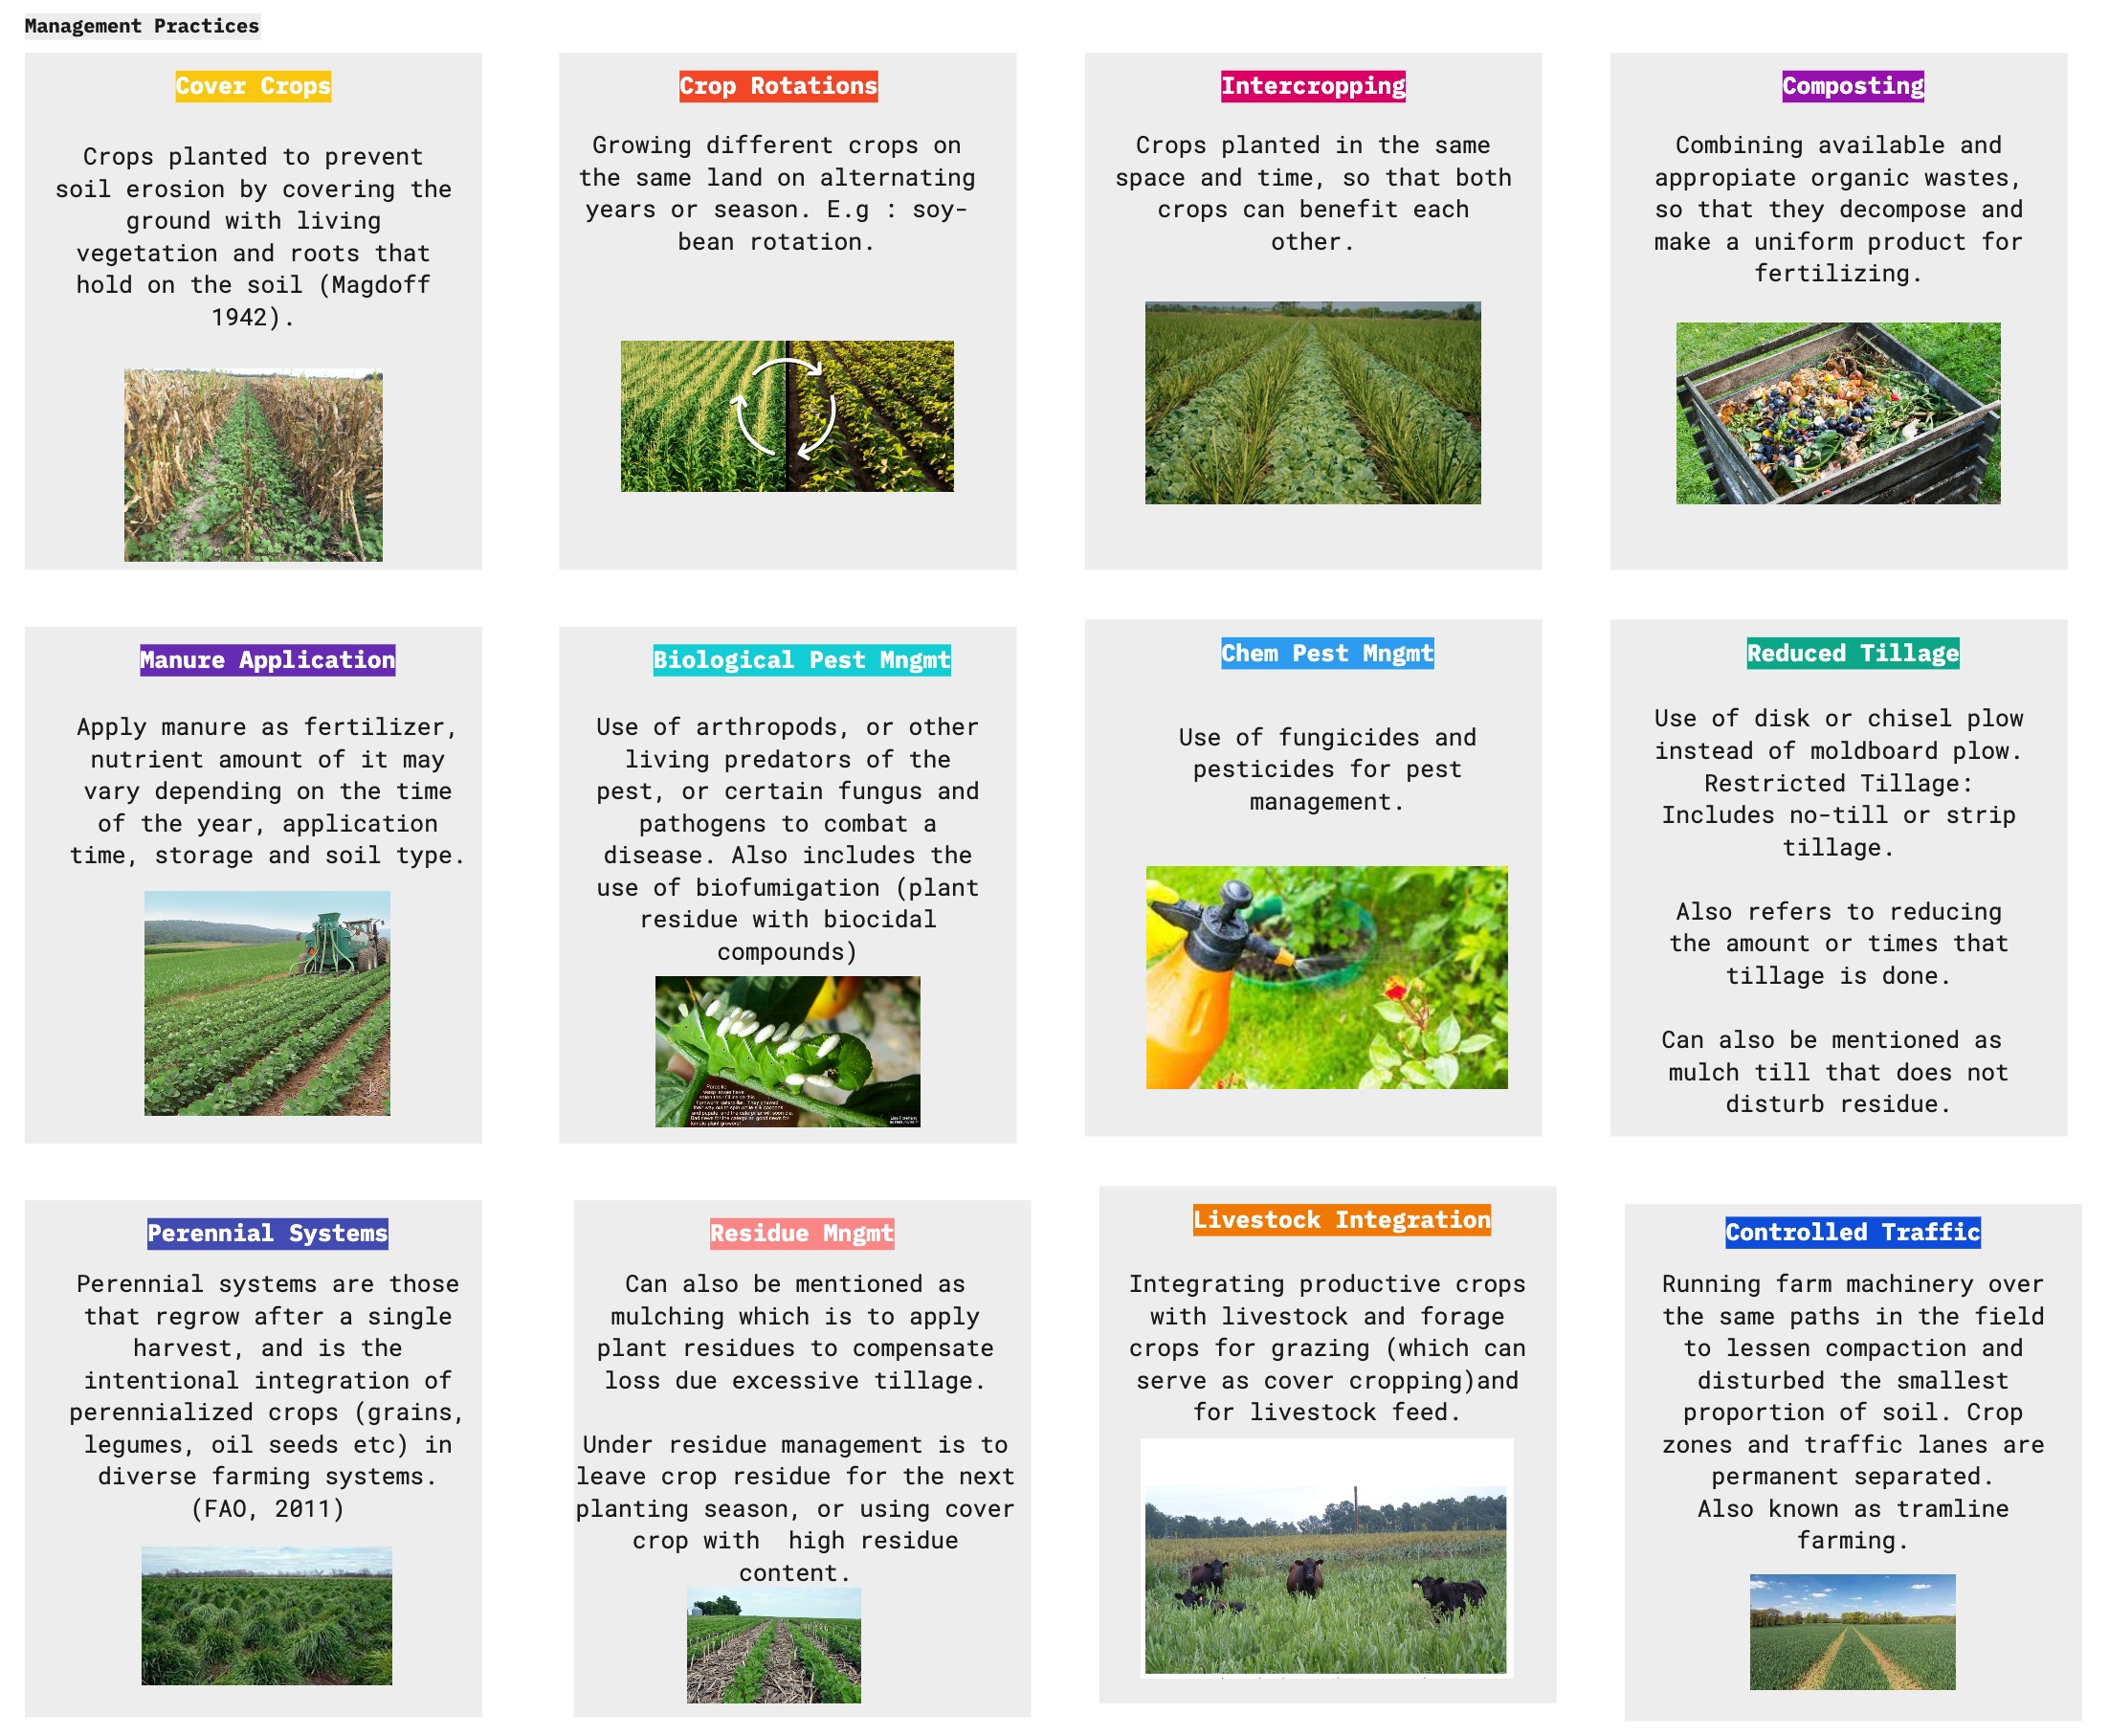 Management Practices
Cover Crops
Crops planted to prevent
soil erosion by covering the
ground with living
vegetation and roots that
hold on the soil (Magdoff
1942).
Crop Rotations
Growing different crops on
the same land on alternating
years or season. E.g : soy-
bean rotation.
Intercropping
Crops planted in the same
space and time, so that both
crops can benefit each
other.
Composting
Combining available and
appropiate organic wastes,
so that they decompose and
make a uniform product for
fertilizing.
Manure Application
Apply manure as fertilizer,
nutrient amount of it may
vary depending on the time
of the year, application
time, storage and soil type.
Biological Pest Mngmt
Use of arthropods, or other
living predators of the
pest, or certain fungus and
pathogens to combat a
disease. Also includes the
use of biofumigation (plant
residue with biocidal
compounds)
Chem Pest Mngmt
Use of fungicides and
pesticides for pest
management.
Reduced Tillage
Use of disk or chisel plow
instead of moldboard plow.
Restricted Tillage:
Includes no-till or strip
tillage.
Also refers to reducing
the amount or times that
tillage is done.
Can also be mentioned as
mulch till that does not
disturb residue.
Perennial Systems
Perennial systems are those
that regrow after a single
harvest, and is the
intentional integration of
perennialized crops (grains,
legumes, oil seeds etc) in
diverse farming systems.
(FAO, 2011)
Residue Mngmt
Can also be mentioned as
mulching which is to apply
plant residues to compensate
loss due excessive tillage.
Under residue management is to
leave crop residue for the next
planting season, or using cover
crop with  high residue
content.
Livestock Integration
Integrating productive crops
with livestock and forage
crops for grazing (which can
serve as cover cropping)and
for livestock feed.
Controlled Traffic
Running farm machinery over
the same paths in the field
to lessen compaction and
disturbed the smallest
proportion of soil. Crop
zones and traffic lanes are
permanent separated.
Also known as tramline
farming.